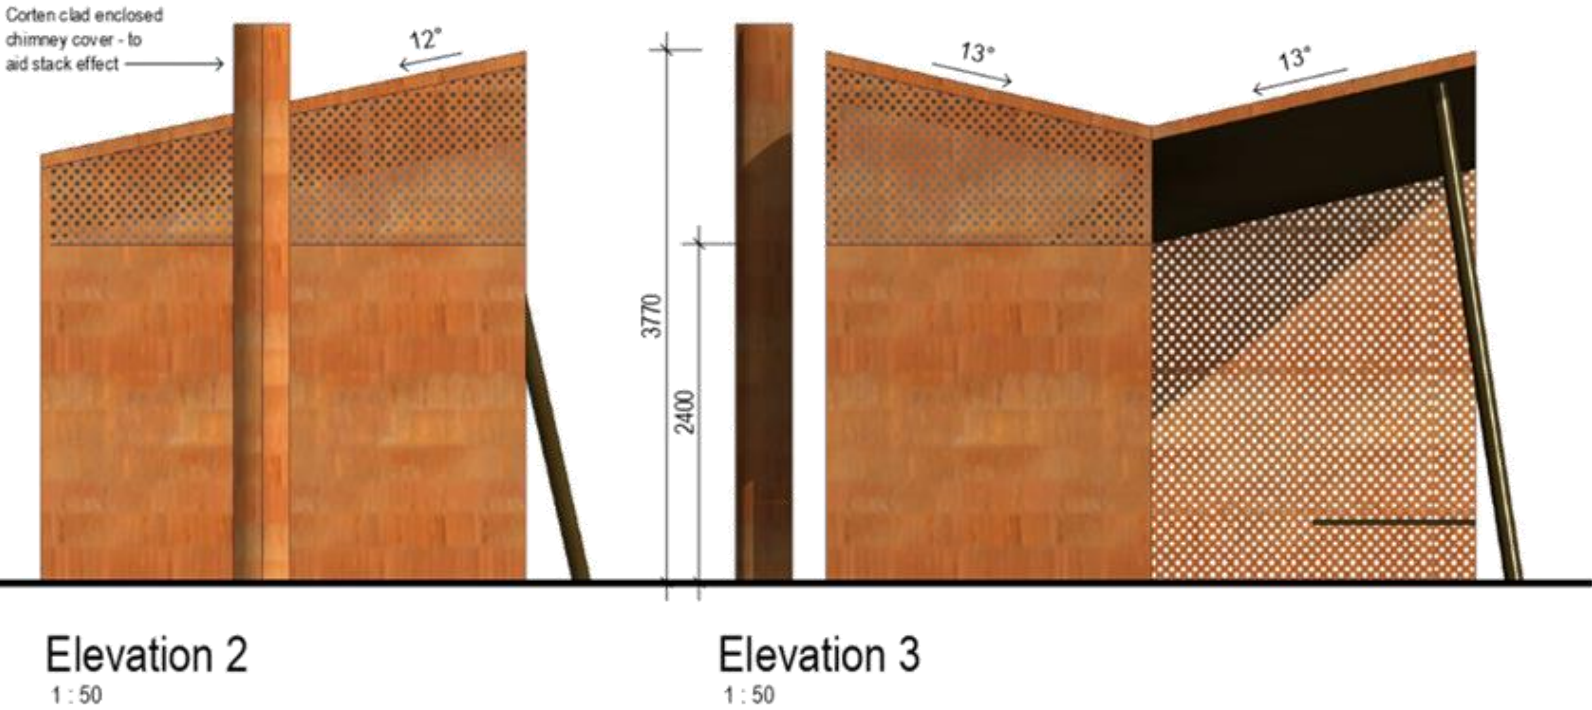 Corten clad enclosed
chimney cover - to
aid stack effect
12°
13°
13°
3770
2400
Elevation 2
1 : 50
Elevation 3
1 : 50